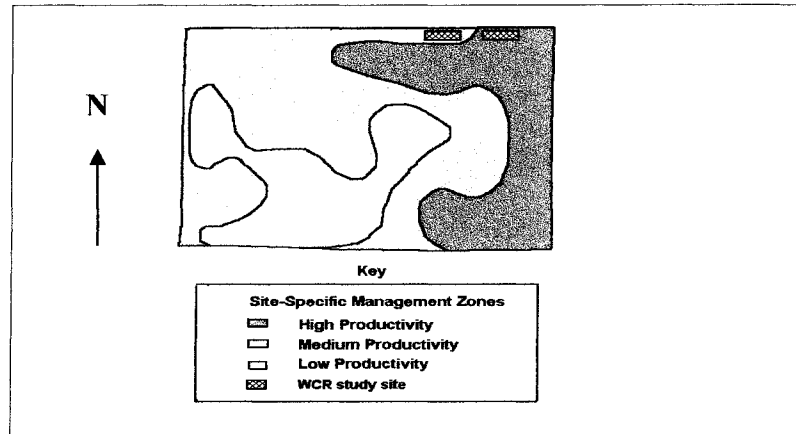 N
Key
Site-Specific Management Zones
High Productivity
Medium Productivity
Low Productivity
WCR study site